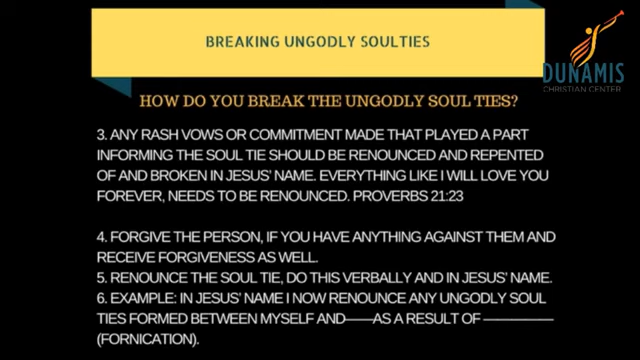 BREAKING UNGODLY SOULTIES
DUNAMIS
CHRISTIAN CENTER
HOW DO YOU BREAK THE UNGODLY SOUL TIES?
3. ANY RASH VOWS OR COMMITMENT MADE THAT PLAYED A PART
INFORMING THE SOUL TIE SHOULD BE RENOUNCED AND REPENTED
OF AND BROKEN IN JESUS' NAME. EVERYTHING LIKE I WILL LOVE YOU
FOREVER, NEEDS TO BE RENOUNCED. PROVERBS 21:23
4. FORGIVE THE PERSON, IF YOU HAVE ANYTHING AGAINST THEM AND
RECEIVE FORGIVENESS AS WELL.
5. RENOUNCE THE SOUL TIE, DO THIS VERBALLY AND IN JESUS' NAME.
6. EXAMPLE: IN JESUS' NAME I NOW RENOUNCE ANY UNGODLY SOUL
TIES FORMED BETWEEN MYSELF AND——AS A RESULT OF —————
(FORNICATION).